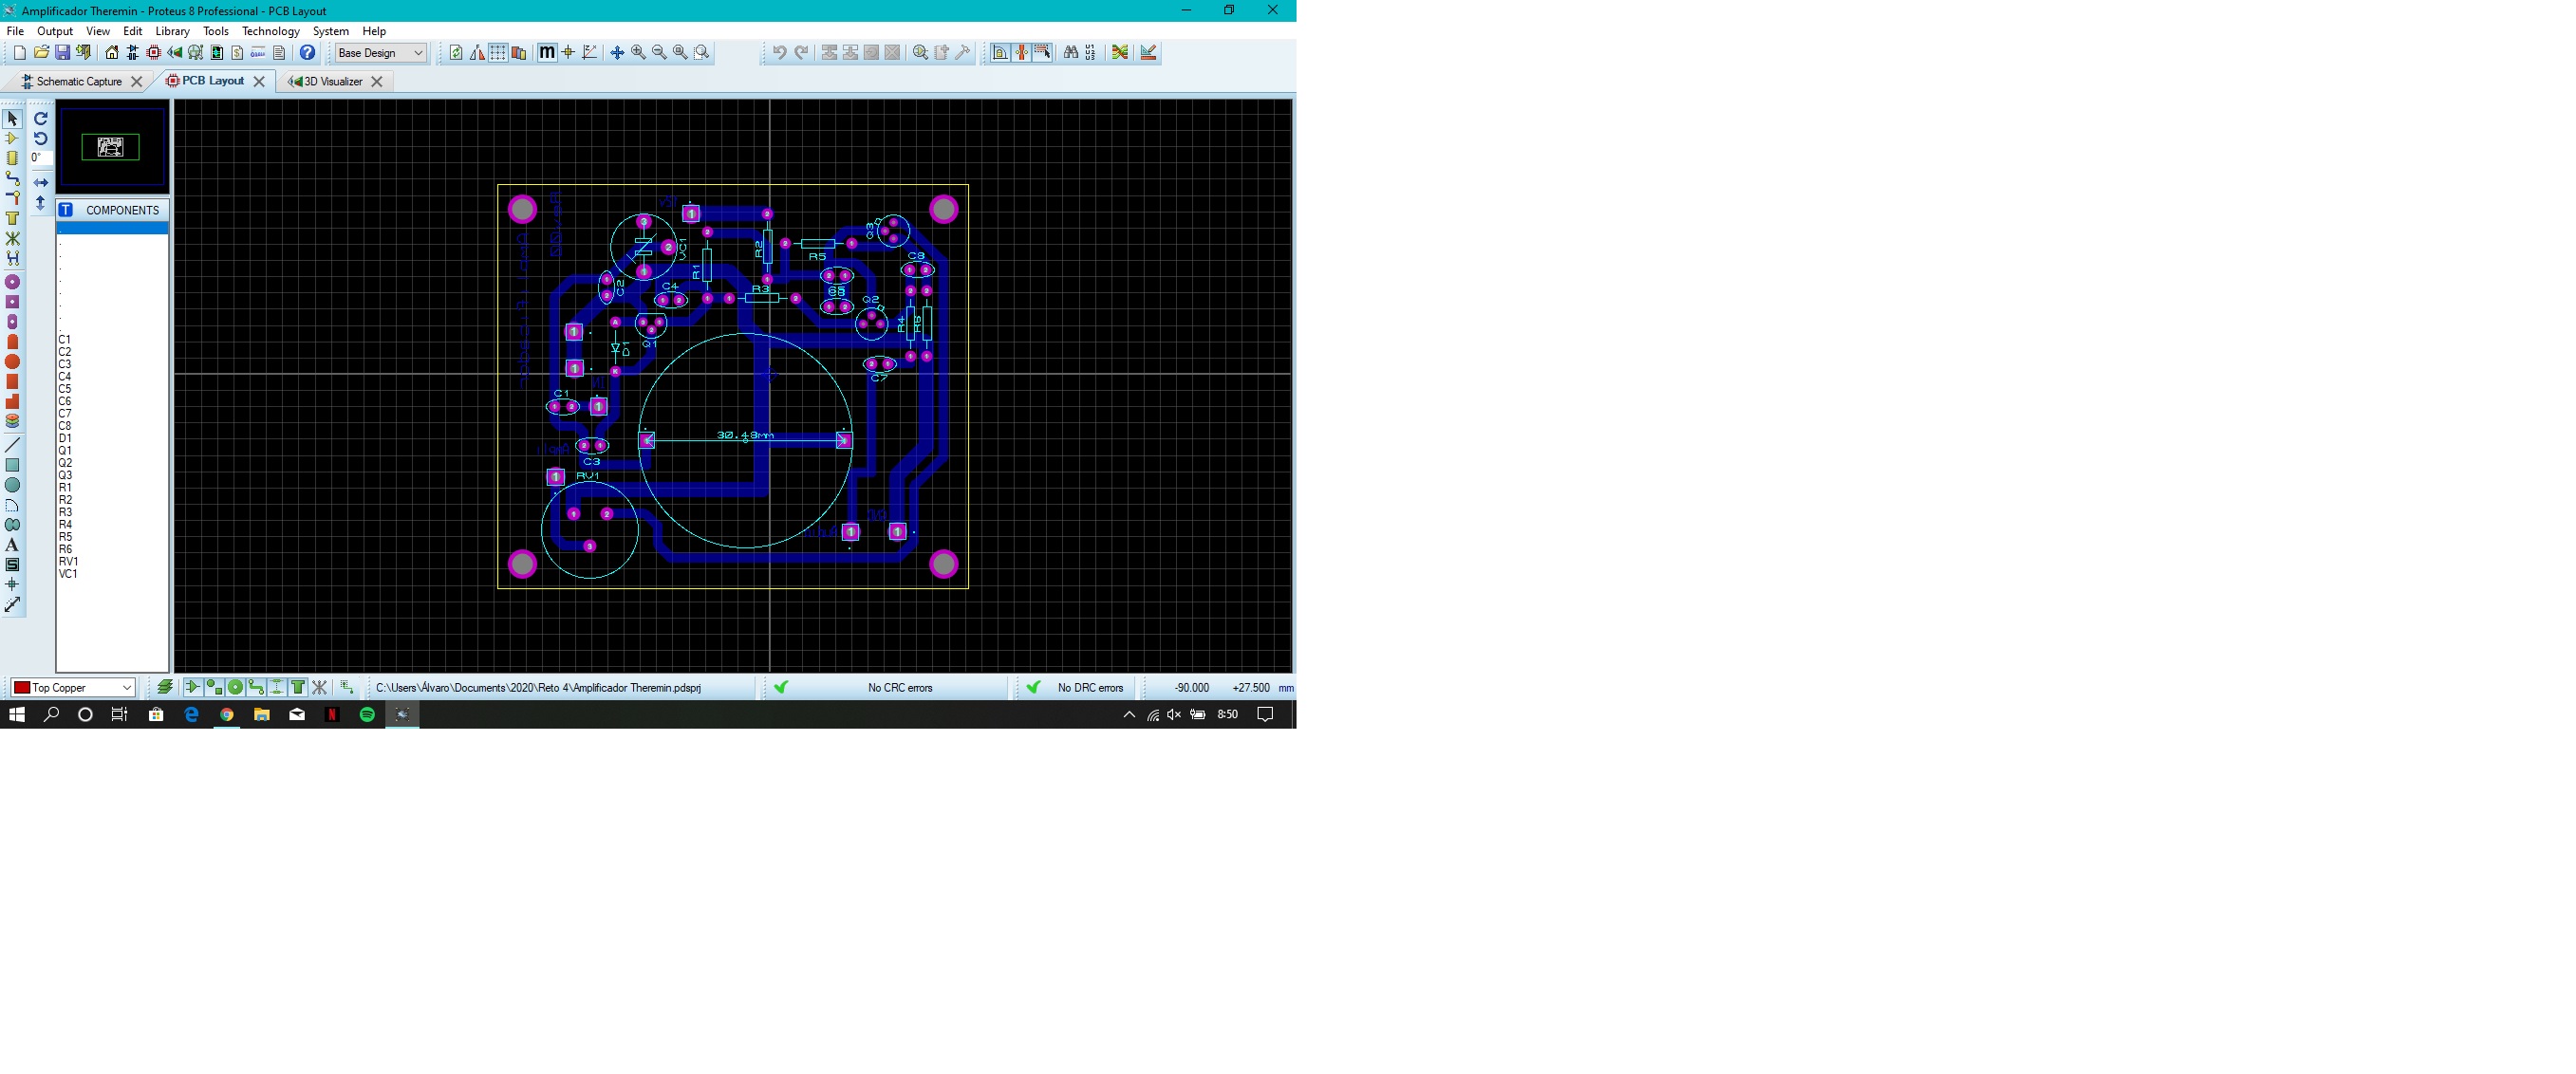 Amplificador Theremin - Proteus 8 Professional - PCB Layout
File Output View Edit Library Tools Technology System Help
Base Design
Schematic Capture
PCB Layout
3D Visualizer
0°
COMPONENTS
C1
C2
C3
C4
C5
C6
C7
C8
D1
Q1
Q2
Q3
R1
R2
R3
R4
R5
R6
RV1
VC1
12v
R2
Q3
R5
C8
R1
C2
C4
R3
Q2
R4
R6
D1
Q1
C7
IN
C1
30.48mm
C3
RV1
Top Copper
C:\Users\Álvaro\Documents\2020\Reto 4\Amplificador Theremin.pdsprj
No CRC errors
No DRC errors
-90.000 +27.500 mm
8:50